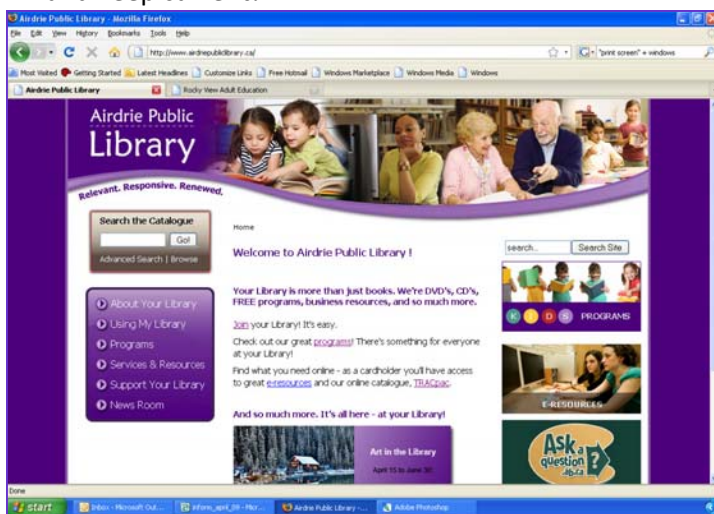 Airdrie Public Library - Mozilla Firefox
File Edit View History Bookmarks Tools Help
http://www.airdriepubliclibrary.ca/
"print screen" + windows
Most Visited Getting Started Latest Headlines Customize Links Free Hotmail Windows Marketplace Windows Media Windows
Airdrie Public Library
Rocky View Adult Education
Airdrie Public
Library
Relevant. Responsive. Renewed.
Search the Catalogue
Go!
Advanced Search | Browse
About Your Library
Using My Library
Programs
Services & Resources
Support Your Library
News Room
Home
Welcome to Airdrie Public Library !
Your Library is more than just books. We're DVD's, CD's,
FREE programs, business resources, and so much more.
Join your Library! It's easy.
Check out our great programs! There's something for everyone
at your Library!
Find what you need online - as a cardholder you'll have access
to great e-resources and our online catalogue, TRACpac.
And so much more. It's all here - at your Library!
Art in the Library
April 15 to June 30
search..
Search Site
K I D S PROGRAMS
E-RESOURCES
Ask a
question
.ab.ca
?
Done
start
Inbox - Microsoft Out...
inform_april_09 - Micr...
Airdrie Public Library -...
Adobe Photoshop